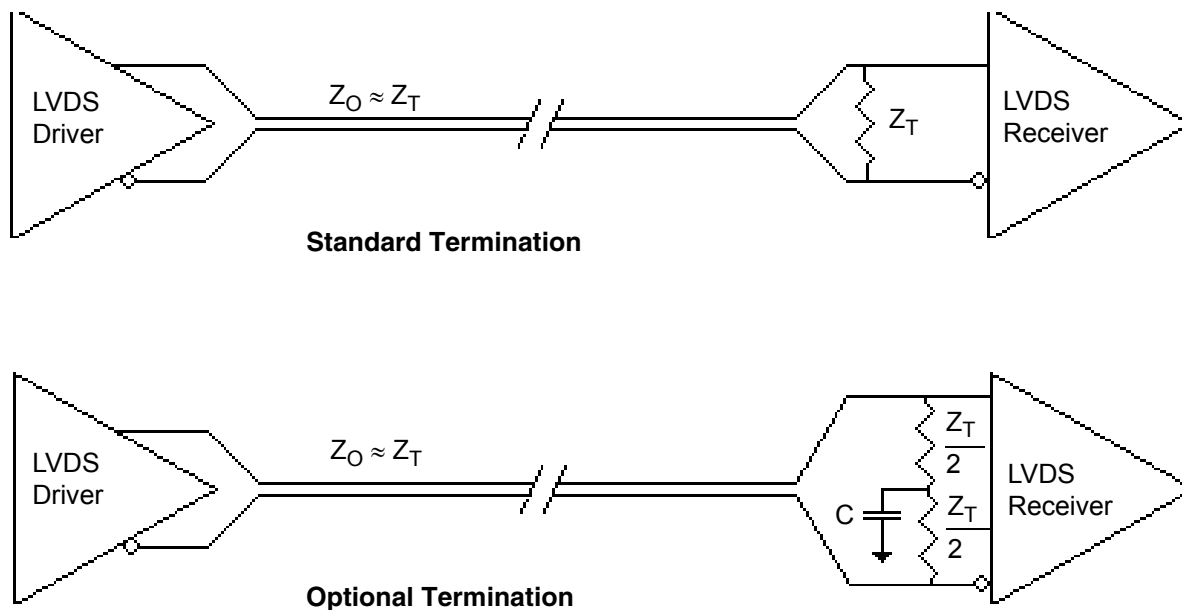 LVDS
Driver
Z_O ≈ Z_T
Z_T
LVDS
Receiver
Standard Termination
LVDS
Driver
Z_O ≈ Z_T
C
Z_T
2
Z_T
2
LVDS
Receiver
Optional Termination